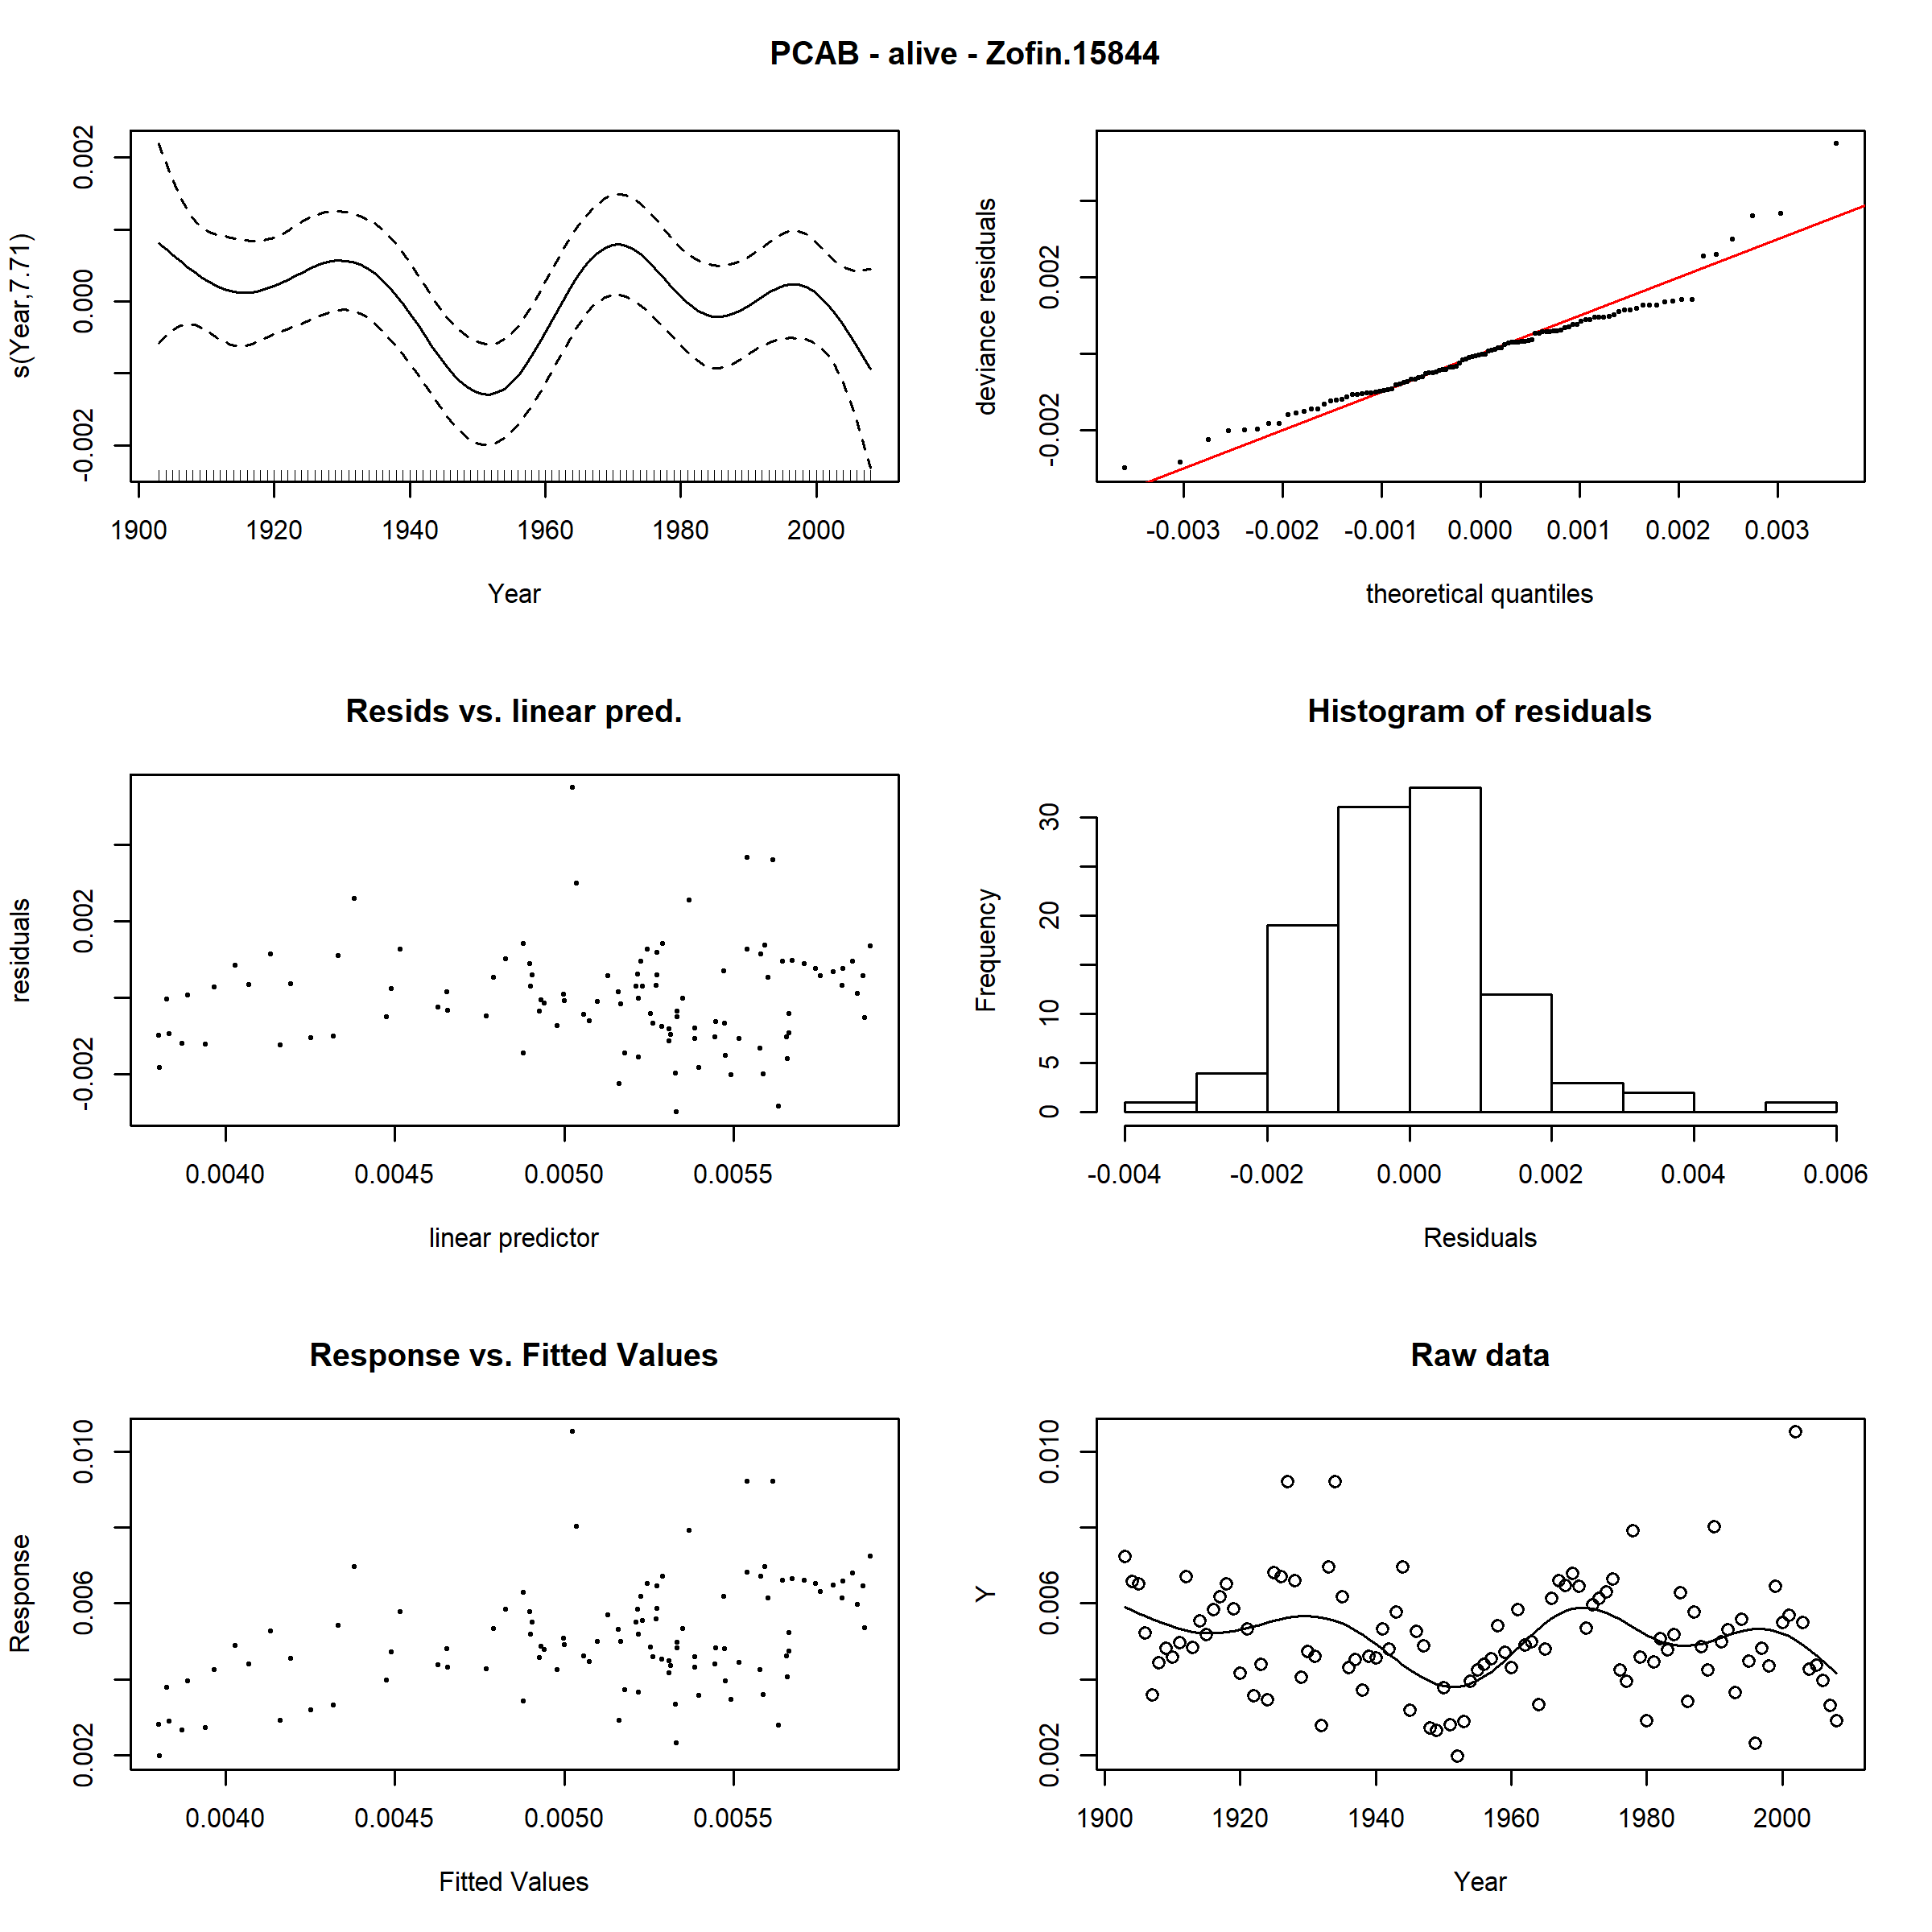 PCAB - alive - Zofin.15844
s(Year,7.71)
0.002
0.000
-0.002
1900 1920 1940 1960 1980 2000
Year
deviance residuals
0.002
-0.002
-0.003 -0.002 -0.001 0.000 0.001 0.002 0.003
theoretical quantiles
Resids vs. linear pred.
residuals
0.002
-0.002
0.0040 0.0045 0.0050 0.0055
linear predictor
Histogram of residuals
Frequency
30
20
10
5
0
-0.004 -0.002 0.000 0.002 0.004 0.006
Residuals
Response vs. Fitted Values
Response
0.010
0.006
0.002
0.0040 0.0045 0.0050 0.0055
Fitted Values
Raw data
Y
0.010
0.006
0.002
1900 1920 1940 1960 1980 2000
Year